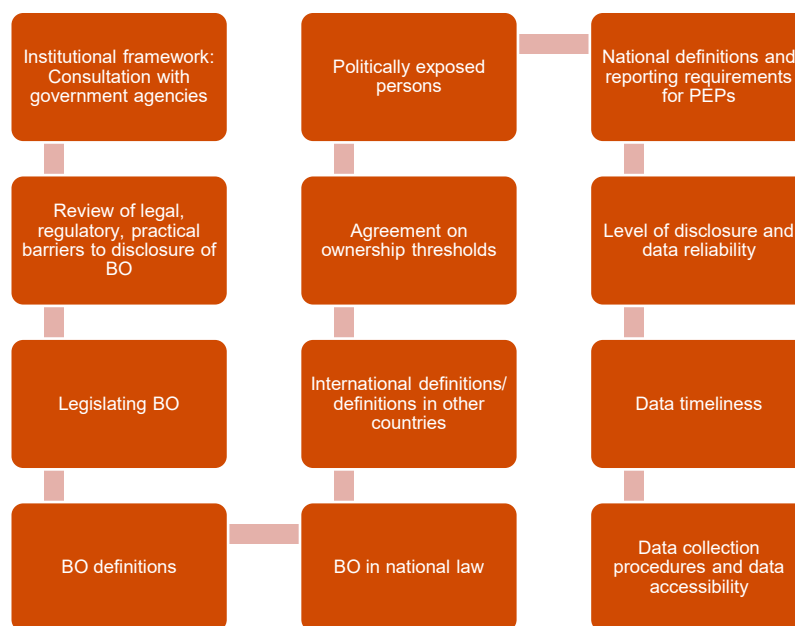 Institutional framework:
Consultation with
government agencies
Review of legal,
regulatory, practical
barriers to disclosure of
BO
Legislating BO
BO definitions
BO in national law
International definitions/
definitions in other
countries
Agreement on
ownership thresholds
Politically exposed
persons
National definitions and
reporting requirements
for PEPs
Level of disclosure and
data reliability
Data timeliness
Data collection
procedures and data
accessibility